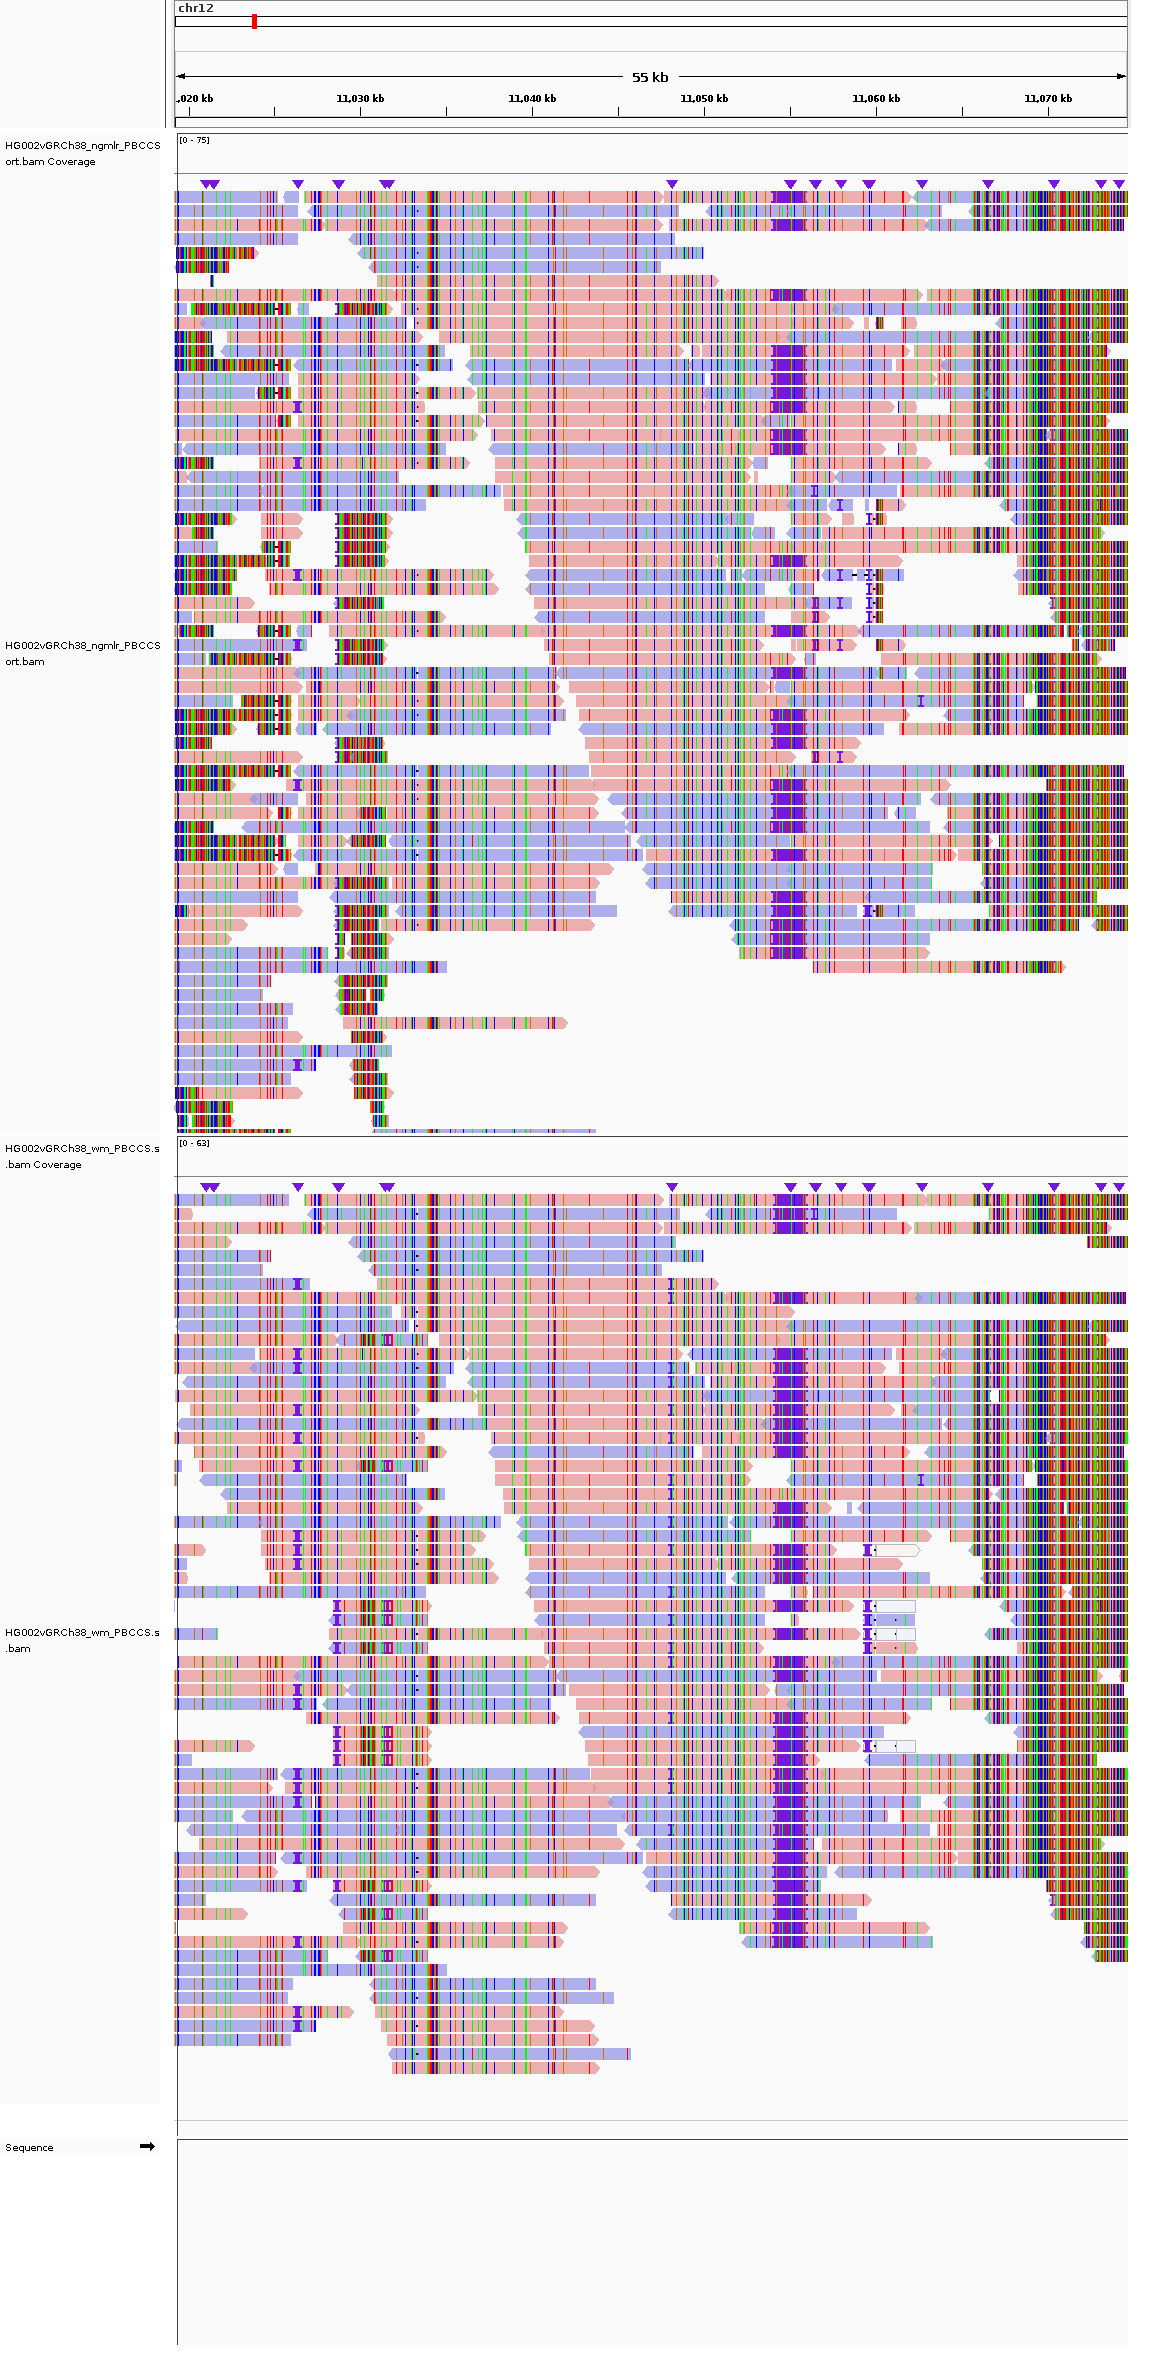 chr12
55 kb
,020 kb 11,030 kb 11,040 kb 11,050 kb 11,060 kb 11,070 kb
HG002vGRCh38_ngmlr_PBCCS
ort.bam Coverage
[0 - 75]
HG002vGRCh38_ngmlr_PBCCS
ort.bam
HG002vGRCh38_wm_PBCCS.s
.bam Coverage
[0 - 63]
HG002vGRCh38_wm_PBCCS.s
.bam
Sequence